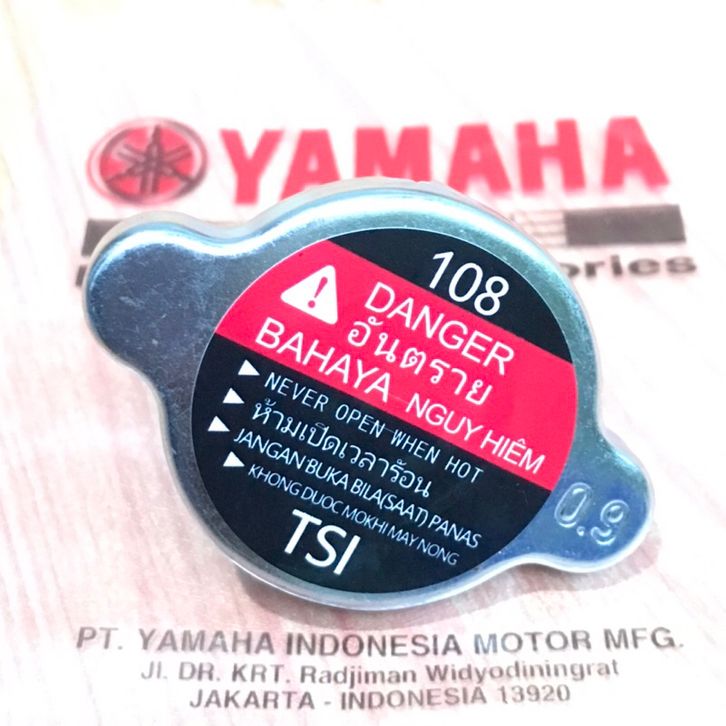 YAMAHA
ories
108
DANGER
อันตราย
BAHAYA NGUY HIÊM
NEVER OPEN WHEN HOT
ห้ามเปิดเวลาร้อน
JANGAN BUKA BILA(SAAT) PANAS
KHONG DUOC MOKHI MAY NONG
TSI
0.9
PT. YAMAHA INDONESIA MOTOR MFG.
Jl. DR. KRT. Radjiman Widyodiningrat
JAKARTA - INDONESIA 13920